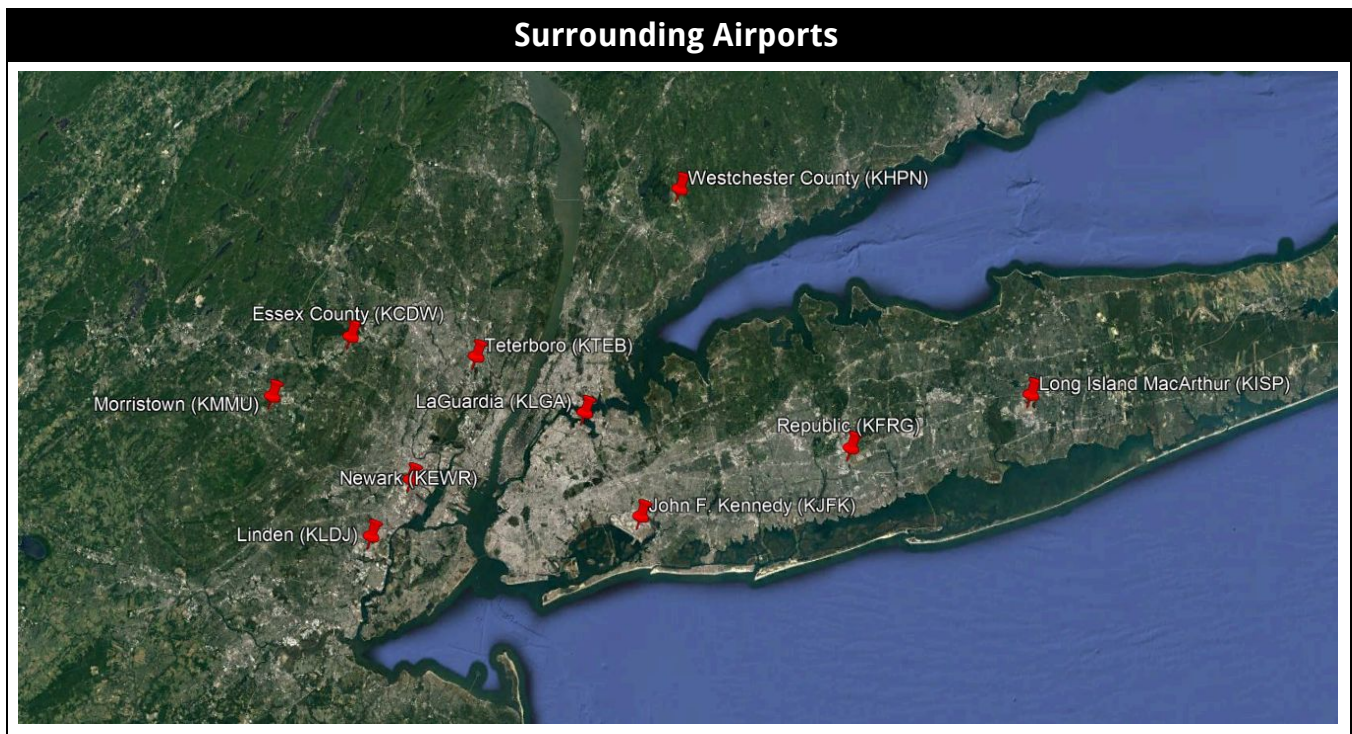 Surrounding Airports
Westchester County (KHPN)
Essex County (KCDW)
Teterboro (KTEB)
Morristown (KMMU)
LaGuardia (KLGA)
Long Island MacArthur (KISP)
Republic (KFRG)
Newark (KEWR)
John F. Kennedy (KJFK)
Linden (KLDJ)